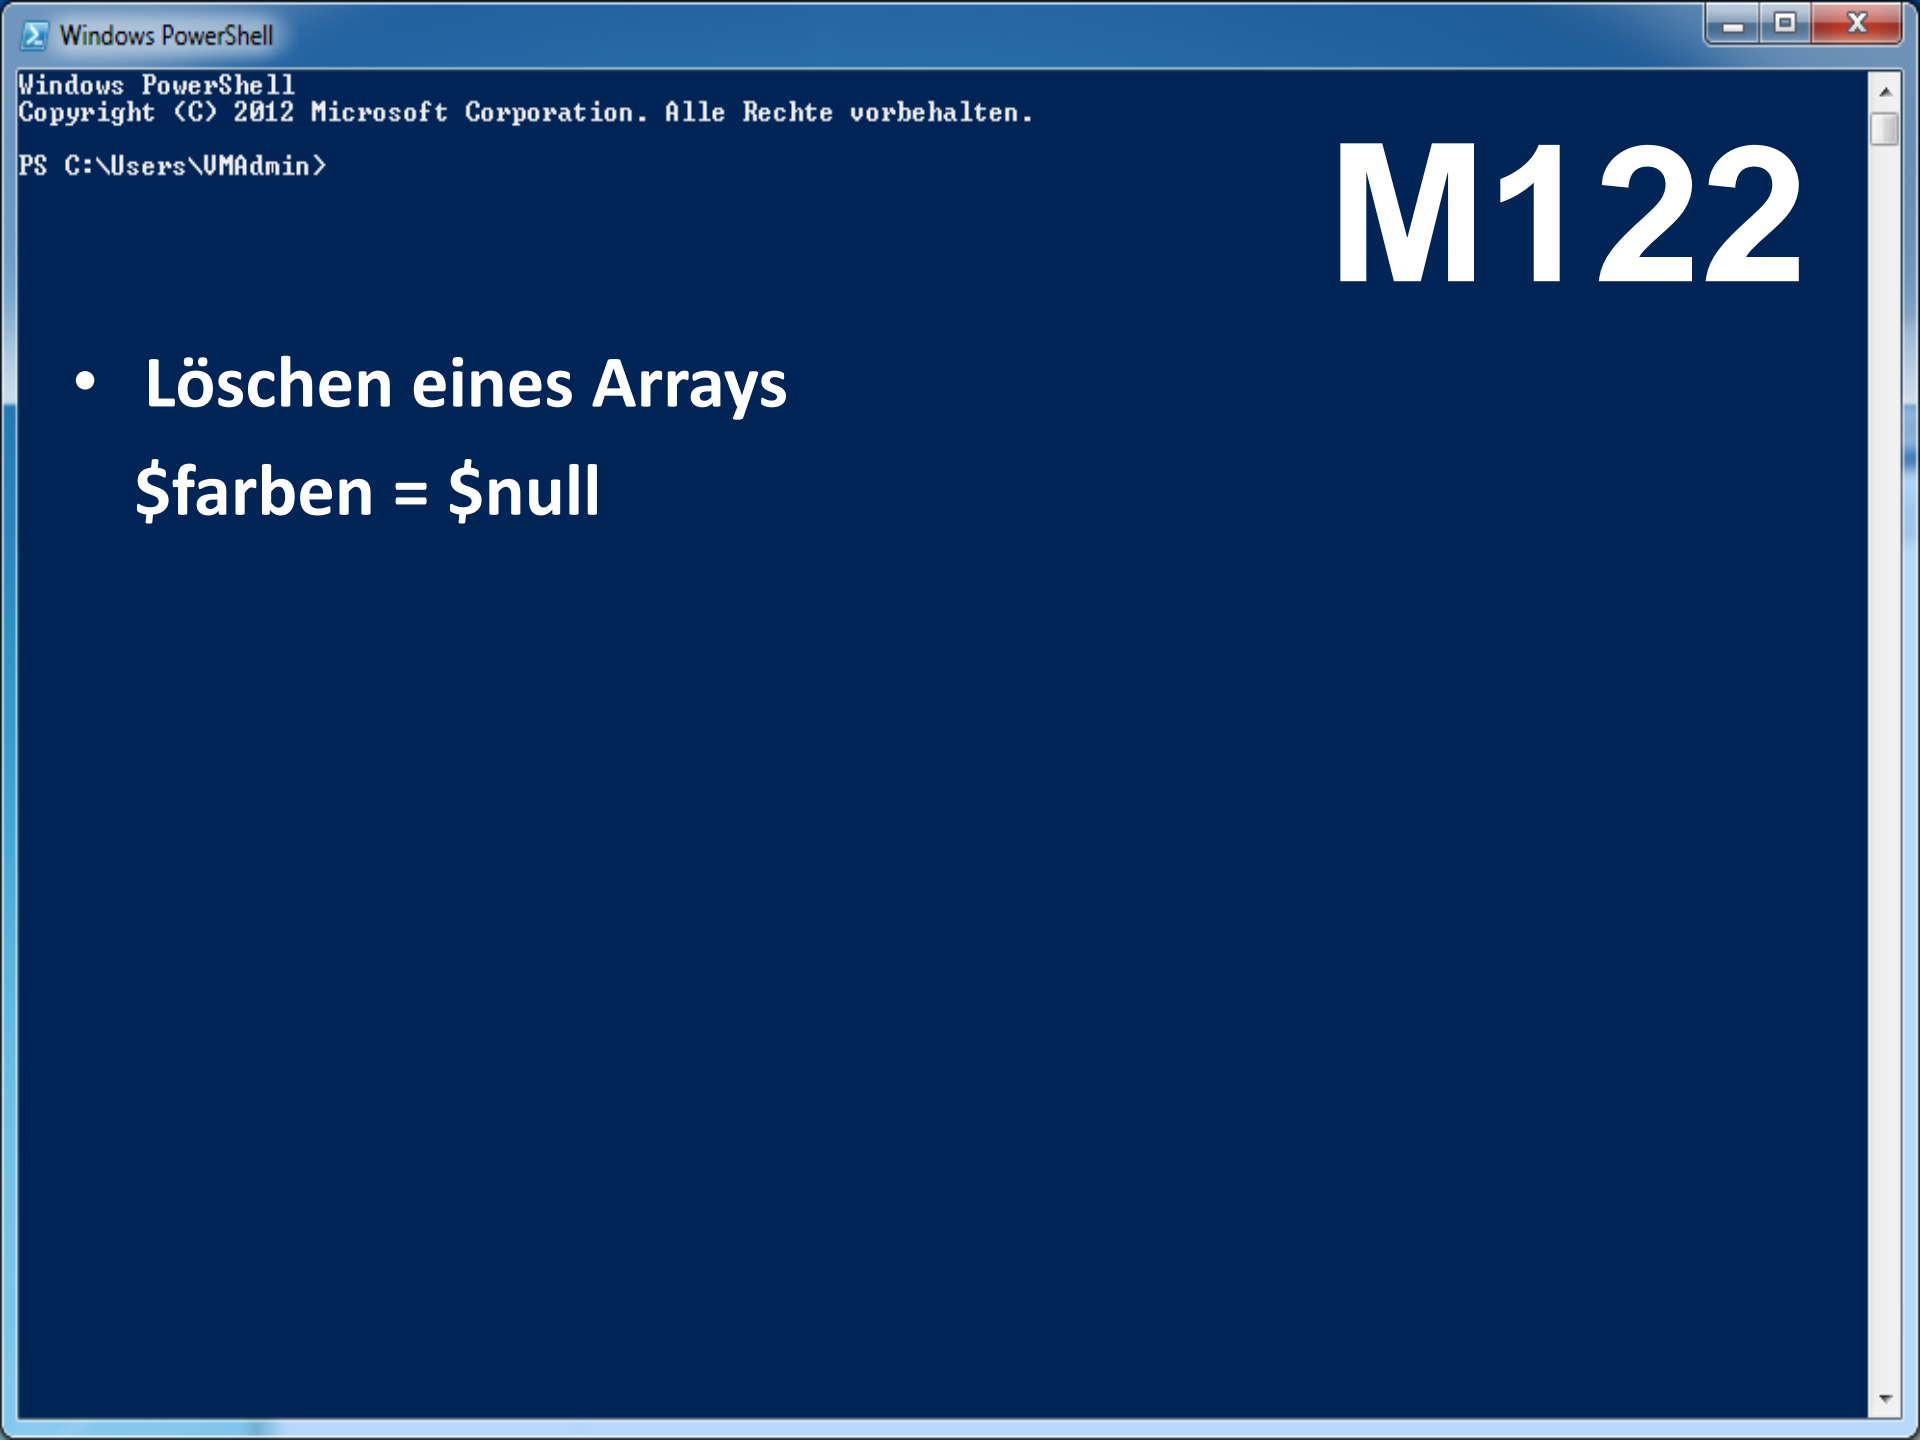 Windows PowerShell
Windows PowerShell
Copyright (C) 2012 Microsoft Corporation. Alle Rechte vorbehalten.
PS C:\Users\VMAdmin>
M122
• Löschen eines Arrays
$farben = $null